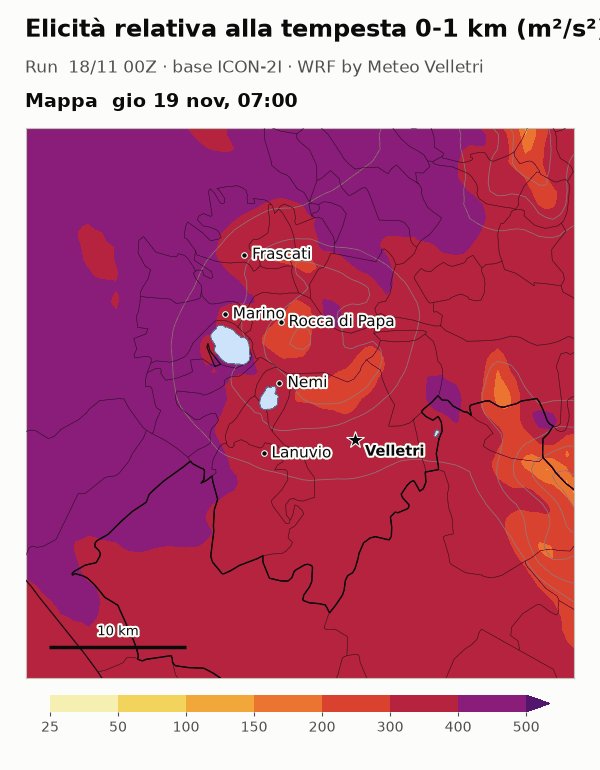 Elicità relativa alla tempesta 0-1 km (m²/s²)
Run 18/11 00Z · base ICON-2I · WRF by Meteo Velletri
Mappa gio 19 nov, 07:00
Frascati
Marino
Rocca di Papa
Nemi
Lanuvio
Velletri
10 km
25 50 100 150 200 300 400 500